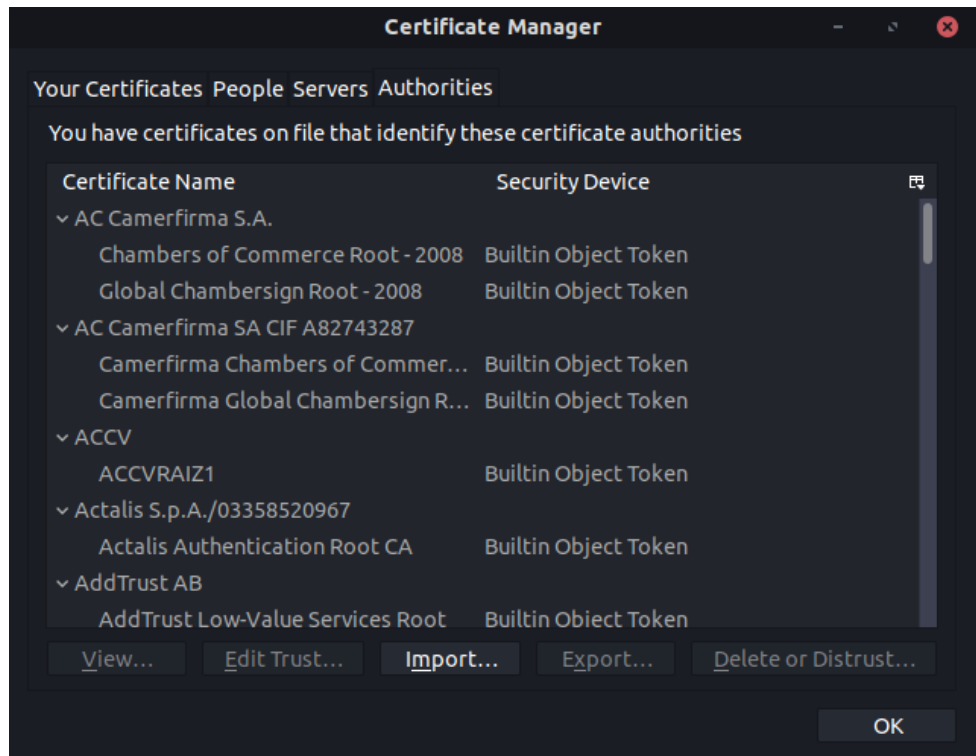 Certificate Manager
Your Certificates People Servers Authorities
You have certificates on file that identify these certificate authorities
Certificate Name Security Device
AC Camerfirma S.A.
Chambers of Commerce Root - 2008 Builtin Object Token
Global Chambersign Root - 2008 Builtin Object Token
AC Camerfirma SA CIF A82743287
Camerfirma Chambers of Commer... Builtin Object Token
Camerfirma Global Chambersign R... Builtin Object Token
ACCV
ACCVRAIZ1 Builtin Object Token
Actalis S.p.A./03358520967
Actalis Authentication Root CA Builtin Object Token
AddTrust AB
AddTrust Low-Value Services Root Builtin Object Token
View... Edit Trust... Import... Export... Delete or Distrust...
OK